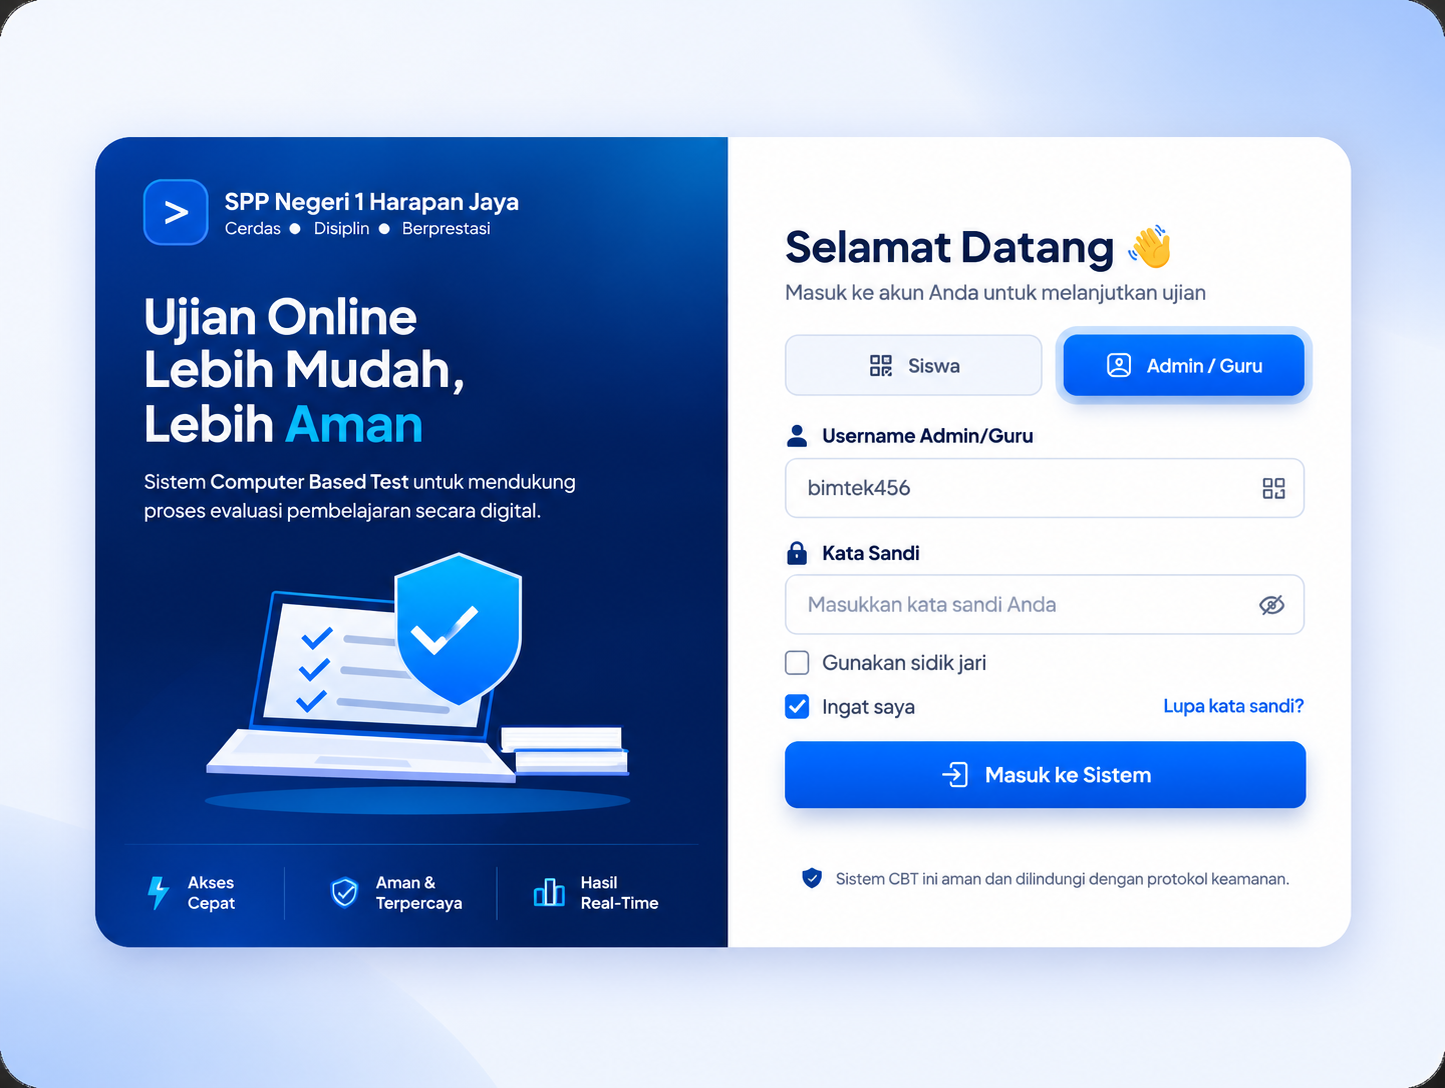 >
SPP Negeri 1 Harapan Jaya
Cerdas ● Disiplin ● Berprestasi
Ujian Online
Lebih Mudah,
Lebih Aman
Sistem Computer Based Test untuk mendukung
proses evaluasi pembelajaran secara digital.
Akses
Cepat
Aman &
Terpercaya
Hasil
Real-Time
Selamat Datang 👋
Masuk ke akun Anda untuk melanjutkan ujian
Siswa
Admin / Guru
Username Admin/Guru
bimtek456
Kata Sandi
Masukkan kata sandi Anda
Gunakan sidik jari
Ingat saya
Lupa kata sandi?
Masuk ke Sistem
Sistem CBT ini aman dan dilindungi dengan protokol keamanan.